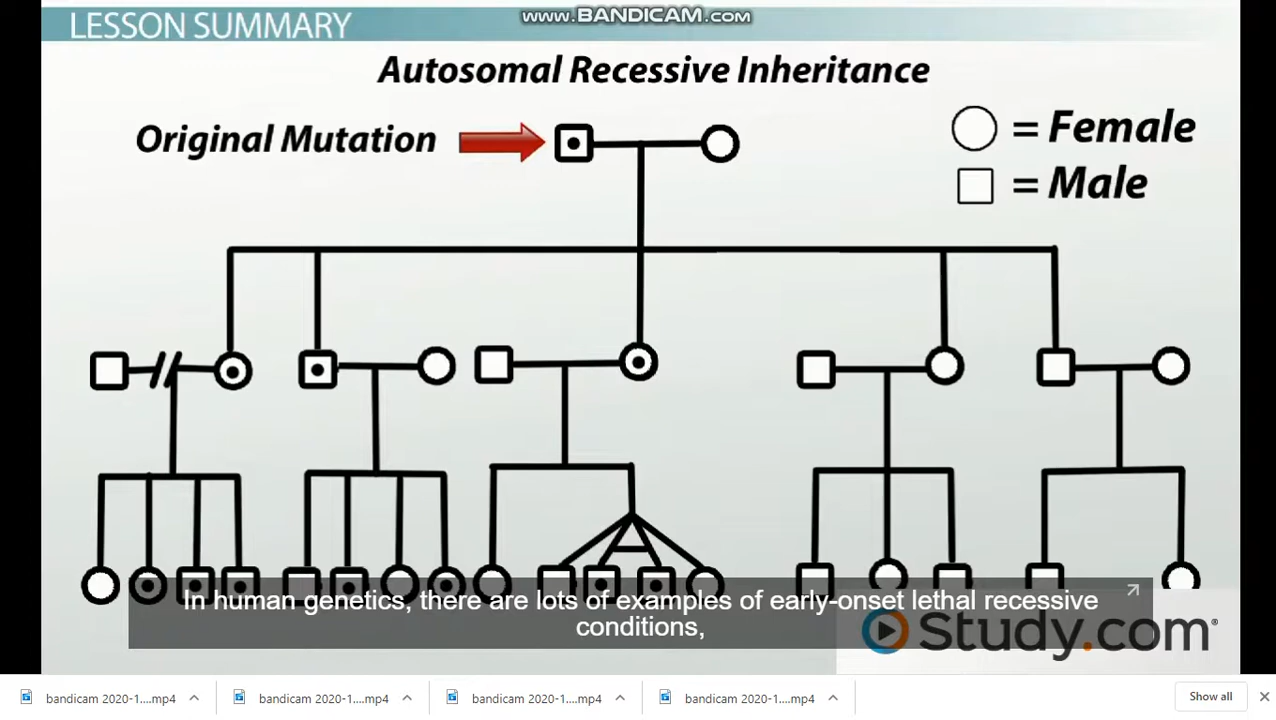 www.BANDICAM.com
LESSON SUMMARY
Autosomal Recessive Inheritance
Original Mutation
= Female
= Male
In human genetics, there are lots of examples of early-onset lethal recessive
conditions,
Study.com®
bandicam 2020-1....mp4
bandicam 2020-1....mp4
bandicam 2020-1....mp4
bandicam 2020-1....mp4
Show all